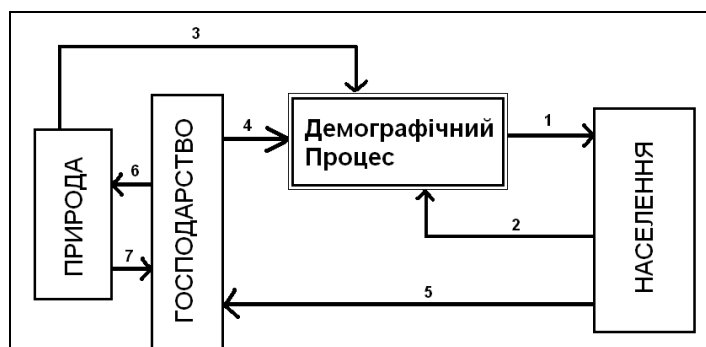 3
ПРИРОДА
6
7
ГОСПОДАРСТВО
4
Демографічний
Процес
1
2
5
НАСЕЛЕННЯ